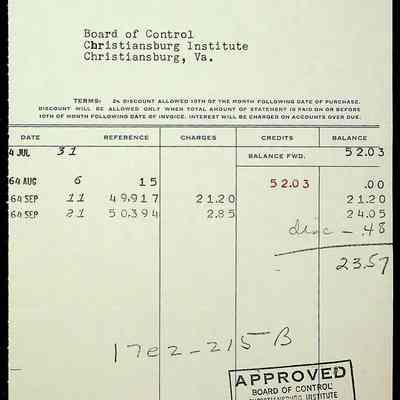 Board of Control
Christiansburg Institute
Christiansburg, Va.
TERMS: 2% DISCOUNT ALLOWED 10TH OF THE MONTH FOLLOWING DATE OF PURCHASE.
DISCOUNT WILL BE ALLOWED ONLY WHEN TOTAL AMOUNT OF STATEMENT IS PAID ON OR BEFORE
10TH OF MONTH FOLLOWING DATE OF INVOICE. INTEREST WILL BE CHARGED ON ACCOUNTS OVER DUE.
DATE REFERENCE CHARGES CREDITS BALANCE
4 JUL 31 BALANCE FWD. 52.03
64 AUG 6 15 52.03 .00
64 SEP 11 49,917 21.20 21.20
64 SEP 21 50,394 2.85 24.05
disc - .48
23.57
17e2-215 B
APPROVED
BOARD OF CONTROL
CHRISTIANSBURG INSTITUTE